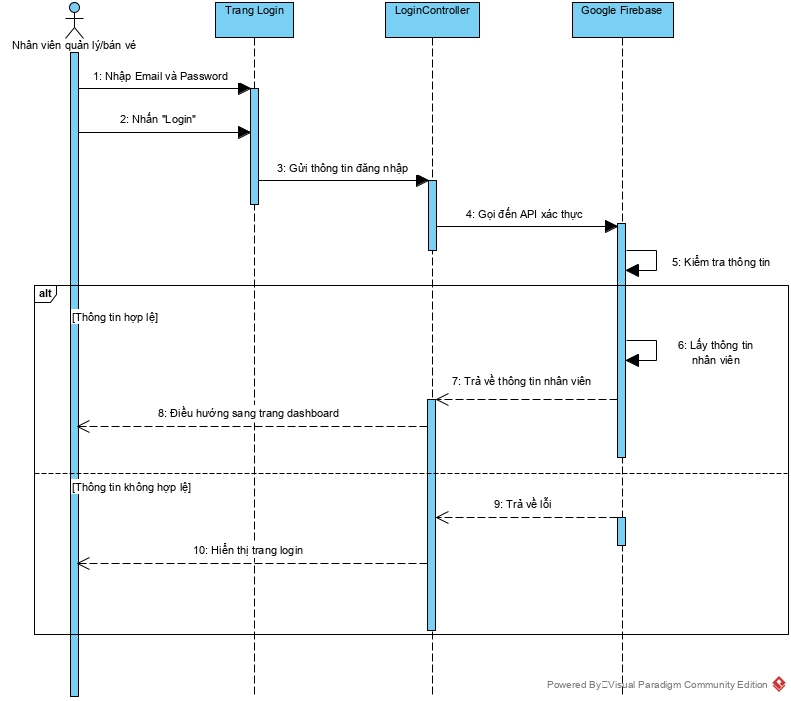 Trang Login
LoginController
Google Firebase
Nhân viên quản lý/bán vé
1: Nhập Email và Password
2: Nhấn "Login"
3: Gửi thông tin đăng nhập
4: Gọi đến API xác thực
5: Kiểm tra thông tin
alt
[Thông tin hợp lệ]
6: Lấy thông tin
nhân viên
7: Trả về thông tin nhân viên
8: Điều hướng sang trang dashboard
[Thông tin không hợp lệ]
9: Trả về lỗi
10: Hiển thị trang login
Powered By Visual Paradigm Community Edition